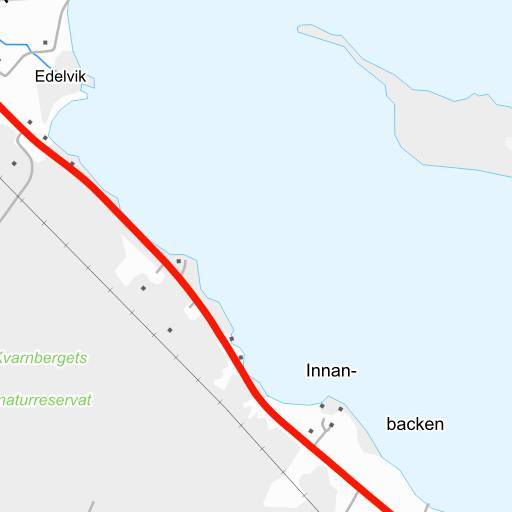 Edelvik
Kvarnbergets
naturreservat
Innan-
backen